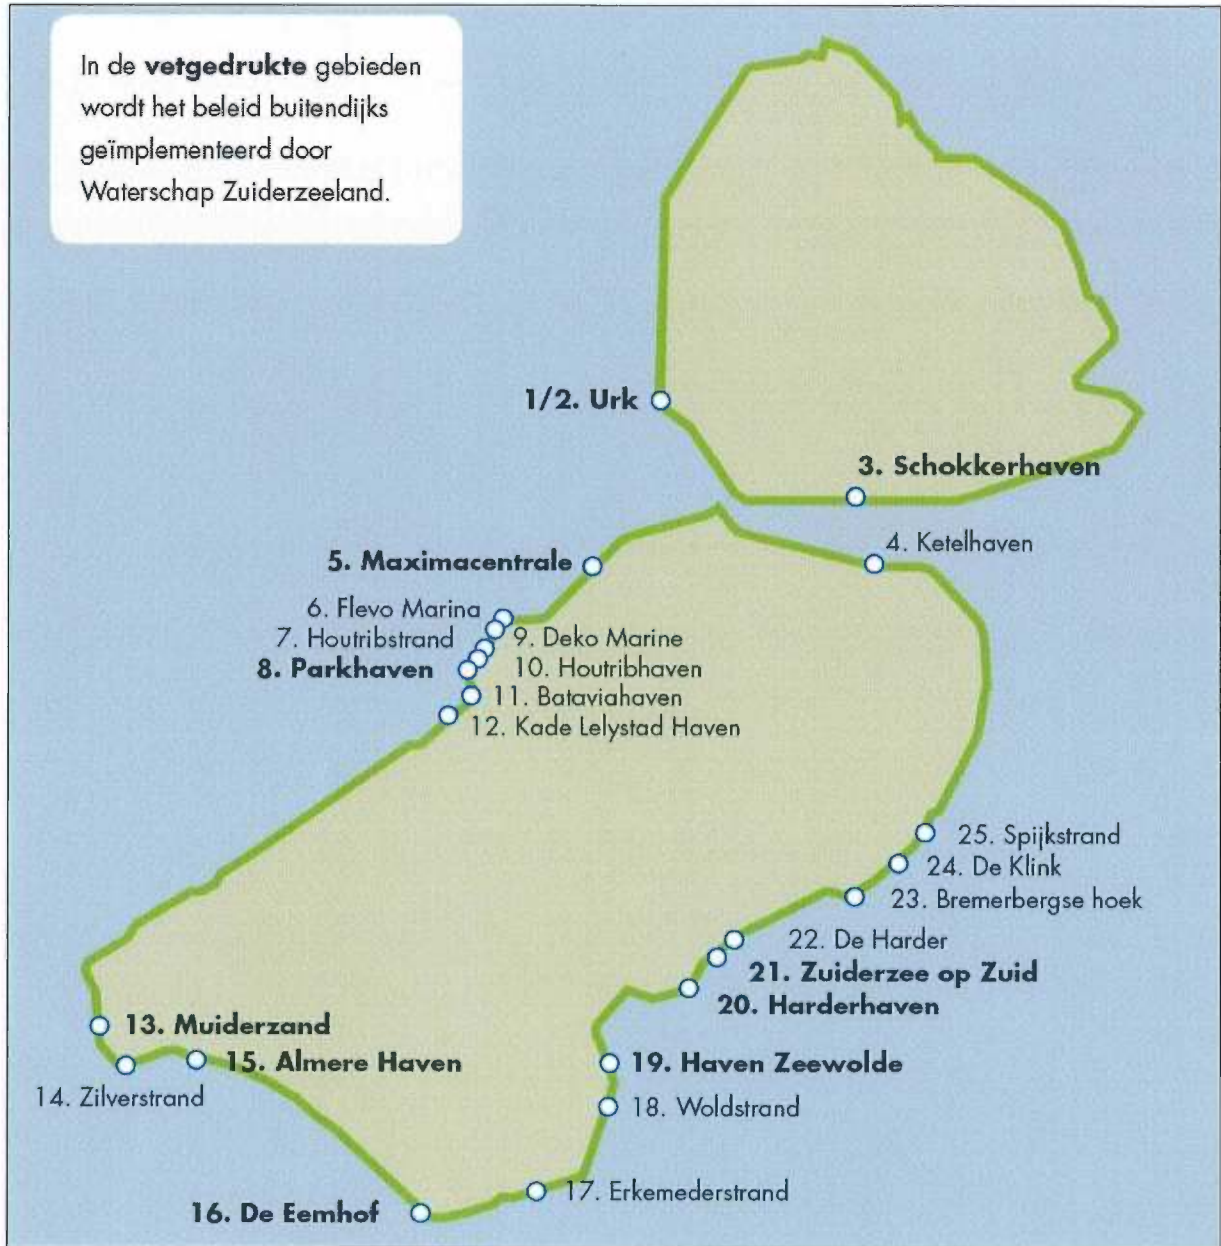 In de vetgedrukte gebieden
wordt het beleid buitendijks
geïmplementeerd door
Waterschap Zuiderzeeland.
1/2. Urk
3. Schokkerhaven
4. Ketelhaven
5. Maximacentrale
6. Flevo Marina
7. Houtribstrand
8. Parkhaven
9. Deko Marine
10. Houtribhaven
11. Bataviahaven
12. Kade Lelystad Haven
25. Spijkstrand
24. De Klink
23. Bremerbergse hoek
22. De Harder
21. Zuiderzee op Zuid
20. Harderhaven
13. Muiderzand
15. Almere Haven
14. Zilverstrand
19. Haven Zeewolde
18. Woldstrand
17. Erkemederstrand
16. De Eemhof